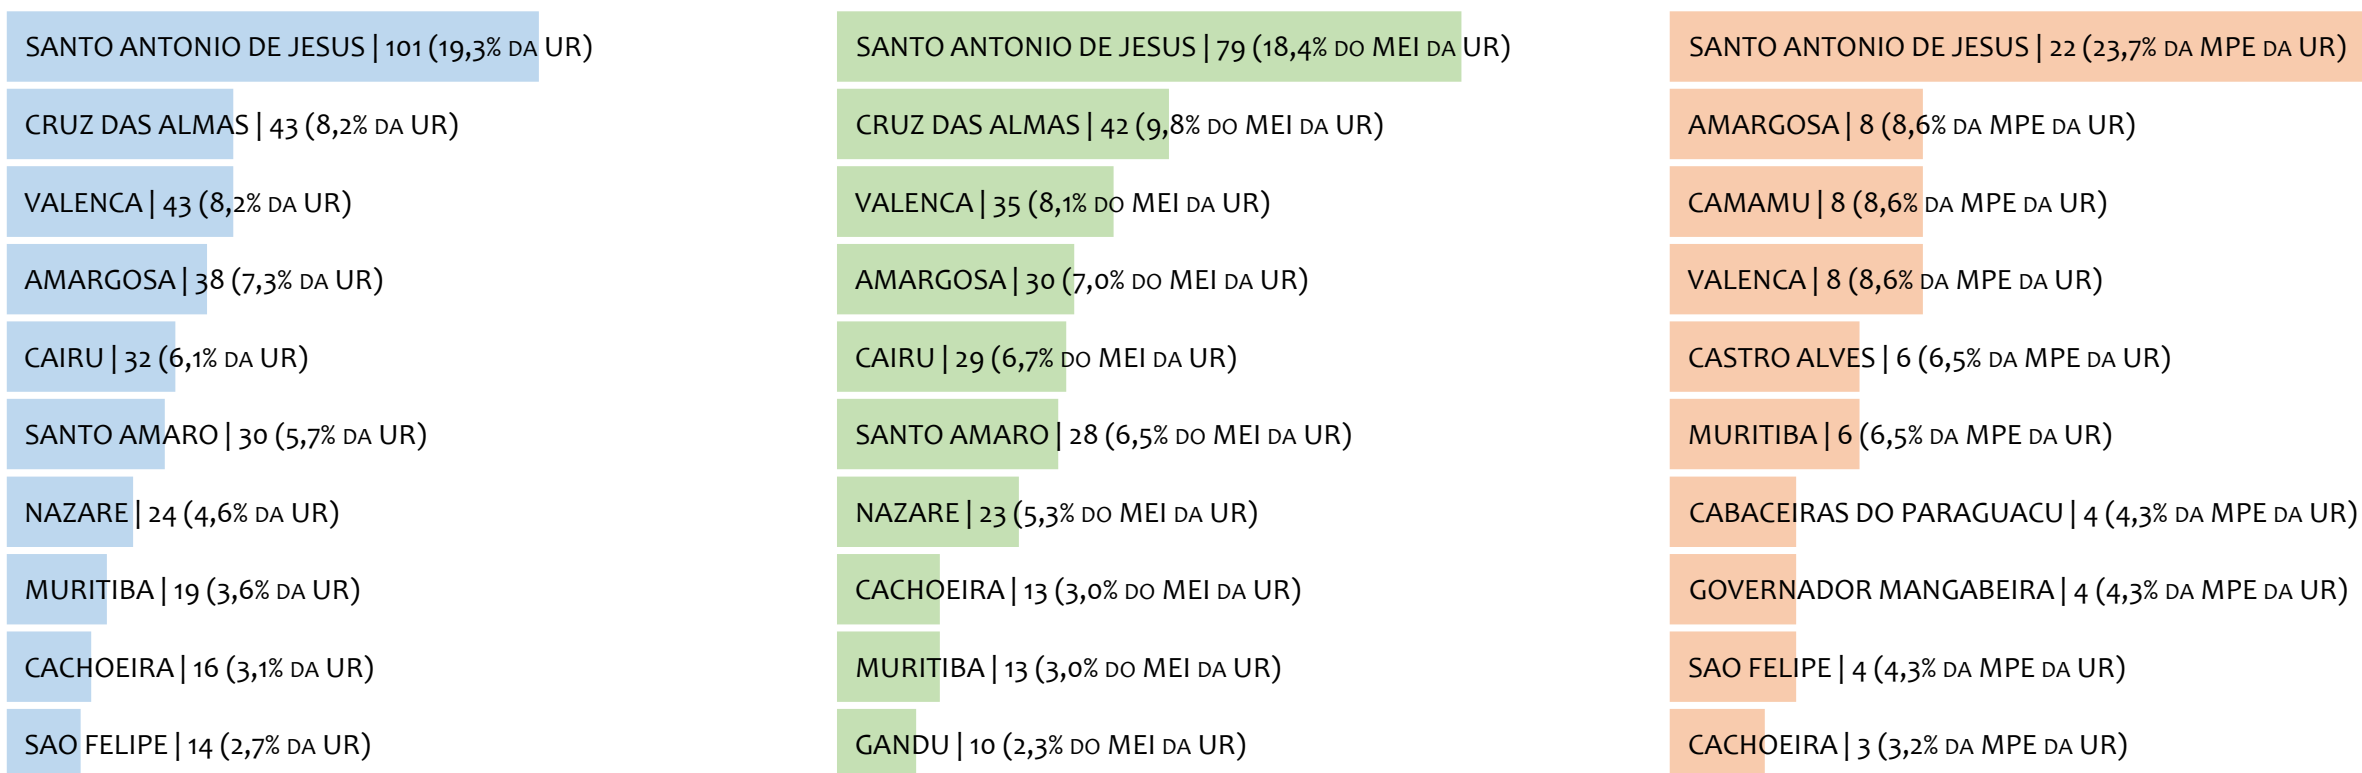 SANTO ANTONIO DE JESUS | 101 (19,3% DA UR)
CRUZ DAS ALMAS | 43 (8,2% DA UR)
VALENCA | 43 (8,2% DA UR)
AMARGOSA | 38 (7,3% DA UR)
CAIRU | 32 (6,1% DA UR)
SANTO AMARO | 30 (5,7% DA UR)
NAZARE | 24 (4,6% DA UR)
MURITIBA | 19 (3,6% DA UR)
CACHOEIRA | 16 (3,1% DA UR)
SAO FELIPE | 14 (2,7% DA UR)
SANTO ANTONIO DE JESUS | 79 (18,4% DO MEI DA UR)
CRUZ DAS ALMAS | 42 (9,8% DO MEI DA UR)
VALENCA | 35 (8,1% DO MEI DA UR)
AMARGOSA | 30 (7,0% DO MEI DA UR)
CAIRU | 29 (6,7% DO MEI DA UR)
SANTO AMARO | 28 (6,5% DO MEI DA UR)
NAZARE | 23 (5,3% DO MEI DA UR)
CACHOEIRA | 13 (3,0% DO MEI DA UR)
MURITIBA | 13 (3,0% DO MEI DA UR)
GANDU | 10 (2,3% DO MEI DA UR)
SANTO ANTONIO DE JESUS | 22 (23,7% DA MPE DA UR)
AMARGOSA | 8 (8,6% DA MPE DA UR)
CAMAMU | 8 (8,6% DA MPE DA UR)
VALENCA | 8 (8,6% DA MPE DA UR)
CASTRO ALVES | 6 (6,5% DA MPE DA UR)
MURITIBA | 6 (6,5% DA MPE DA UR)
CABACEIRAS DO PARAGUACU | 4 (4,3% DA MPE DA UR)
GOVERNADOR MANGABEIRA | 4 (4,3% DA MPE DA UR)
SAO FELIPE | 4 (4,3% DA MPE DA UR)
CACHOEIRA | 3 (3,2% DA MPE DA UR)